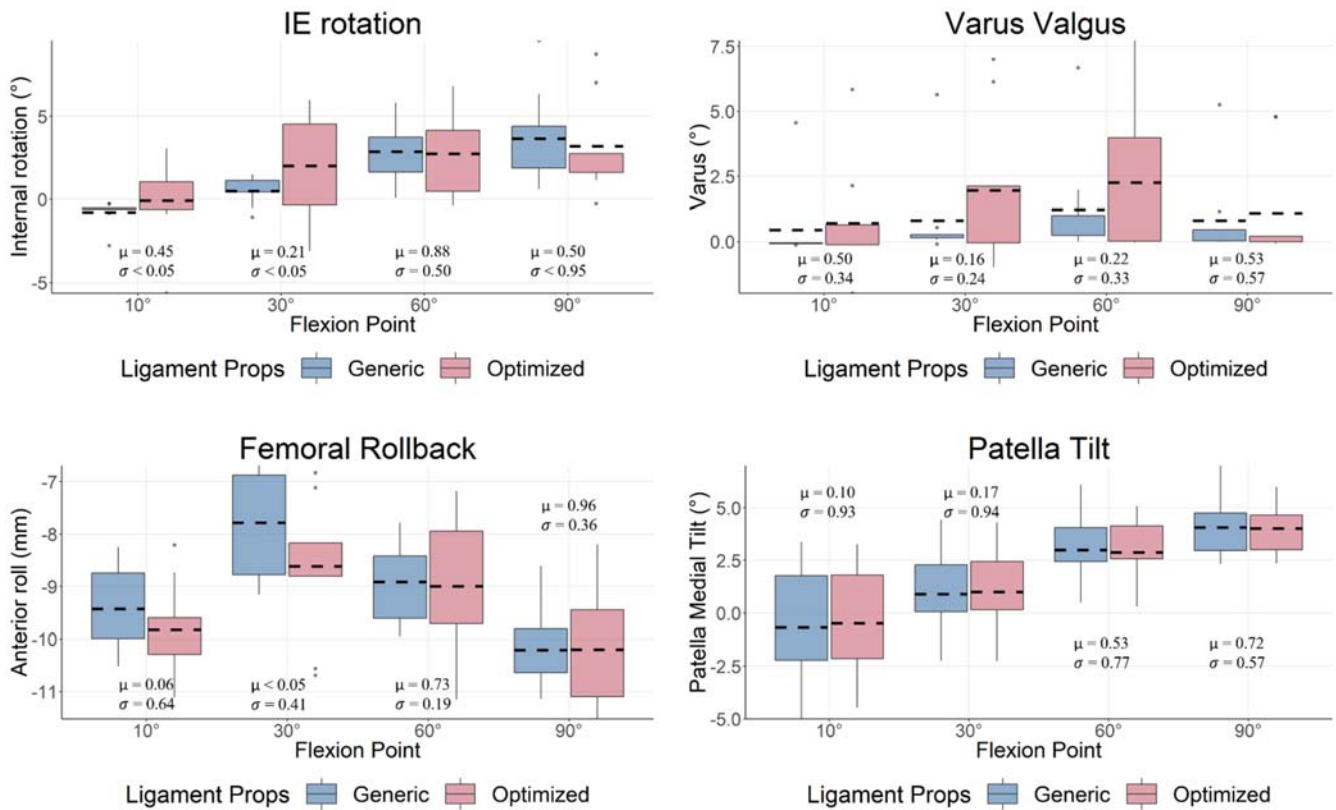 IE rotation
Internal rotation (°)
5
0
-5
μ = 0.45
σ < 0.05
μ = 0.21
σ < 0.05
μ = 0.88
σ = 0.50
μ = 0.50
σ < 0.95
10°
30°
60°
90°
Flexion Point
Ligament Props Generic Optimized
Varus Valgus
Varus (°)
7.5
5.0
2.5
0.0
μ = 0.50
σ = 0.34
μ = 0.16
σ = 0.24
μ = 0.22
σ = 0.33
μ = 0.53
σ = 0.57
10°
30°
60°
90°
Flexion Point
Ligament Props Generic Optimized
Femoral Rollback
Anterior roll (mm)
-7
-8
-9
-10
-11
μ = 0.06
σ = 0.64
μ < 0.05
σ = 0.41
μ = 0.73
σ = 0.19
μ = 0.96
σ = 0.36
10°
30°
60°
90°
Flexion Point
Ligament Props Generic Optimized
Patella Tilt
Patella Medial Tilt (°)
5.0
2.5
0.0
-2.5
-5.0
μ = 0.10
σ = 0.93
μ = 0.17
σ = 0.94
μ = 0.53
σ = 0.77
μ = 0.72
σ = 0.57
10°
30°
60°
90°
Flexion Point
Ligament Props Generic Optimized